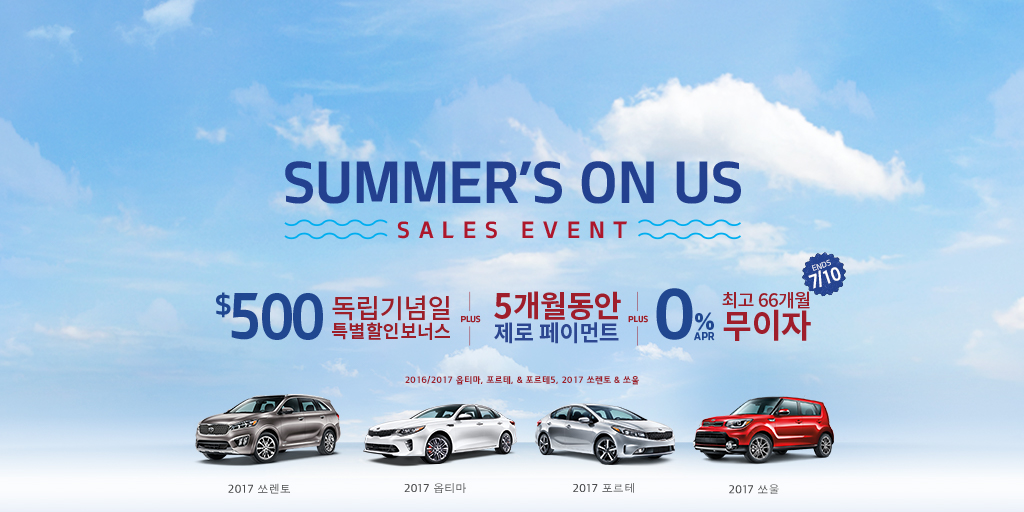 SUMMER'S ON US
SALES EVENT
ENDS
7/10
$500
독립기념일
특별할인보너스
PLUS
5개월동안
제로 페이먼트
PLUS
0% APR
최고 66개월
무이자
2016/2017 옵티마, 포르테, & 포르테5, 2017 쏘렌토 & 쏘울
2017 쏘렌토
2017 옵티마
2017 포르테
2017 쏘울